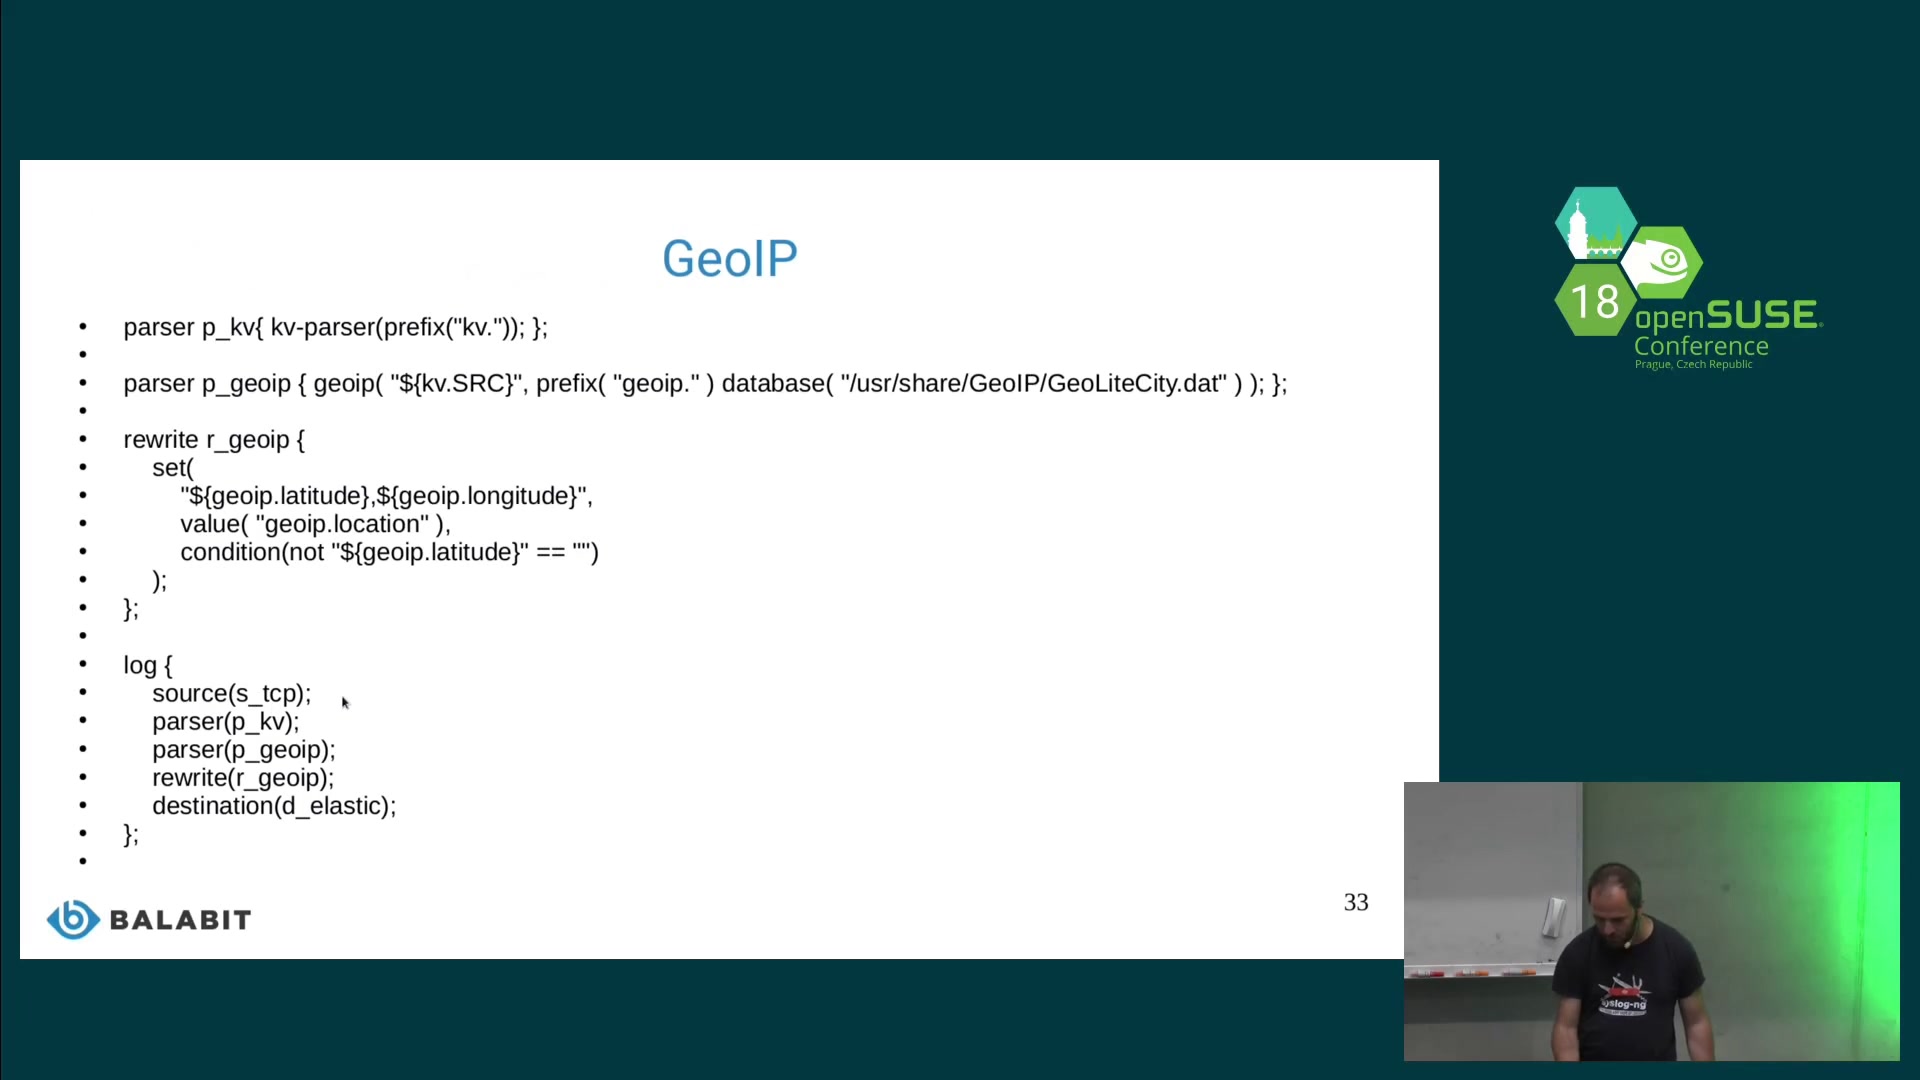 GeoIP
parser p_kv{ kv-parser(prefix("kv.")); };
parser p_geoip { geoip( "${kv.SRC}", prefix( "geoip." ) database( "/usr/share/GeoIP/GeoLiteCity.dat" ) ); };
rewrite r_geoip {
set(
"${geoip.latitude},${geoip.longitude}",
value( "geoip.location" ),
condition(not "${geoip.latitude}" == "")
);
};
log {
source(s_tcp);
parser(p_kv);
parser(p_geoip);
rewrite(r_geoip);
destination(d_elastic);
};
BALABIT
33
18
openSUSE
Conference
Prague, Czech Republic
syslog-ng